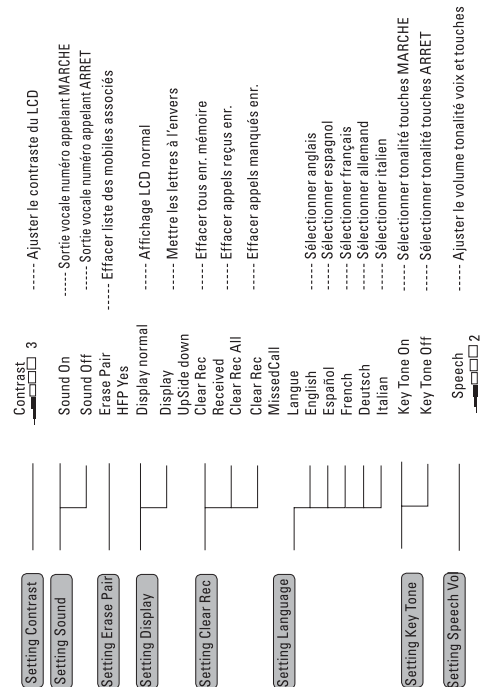 Setting Contrast
Contrast
3
----- Ajuster le contraste du LCD
Setting Sound
Sound On
----- Sortie vocale numéro appelant MARCHE
Sound Off
----- Sortie vocale numéro appelant ARRET
Setting Erase Pair
Erase Pair
HFP Yes
----- Effacer liste des mobiles associés
Setting Display
Display normal
----- Affichage LCD normal
Display
UpSide down
----- Mettre les lettres à l'envers
Setting Clear Rec
Clear Rec
Received
----- Effacer tous enr. mémoire
Clear Rec All
----- Effacer appels reçus enr.
Clear Rec
MissedCall
----- Effacer appels manqués enr.
Setting Language
Langue
English
----- Sélectionner anglais
Español
----- Sélectionner espagnol
French
----- Sélectionner français
Deutsch
----- Sélectionner allemand
Italian
----- Sélectionner italien
Setting Key Tone
Key Tone On
----- Sélectionner tonalité touches MARCHE
Key Tone Off
----- Sélectionner tonalité touches ARRET
Setting Speech Vol
Speech
2
----- Ajuster le volume tonalité voix et touches